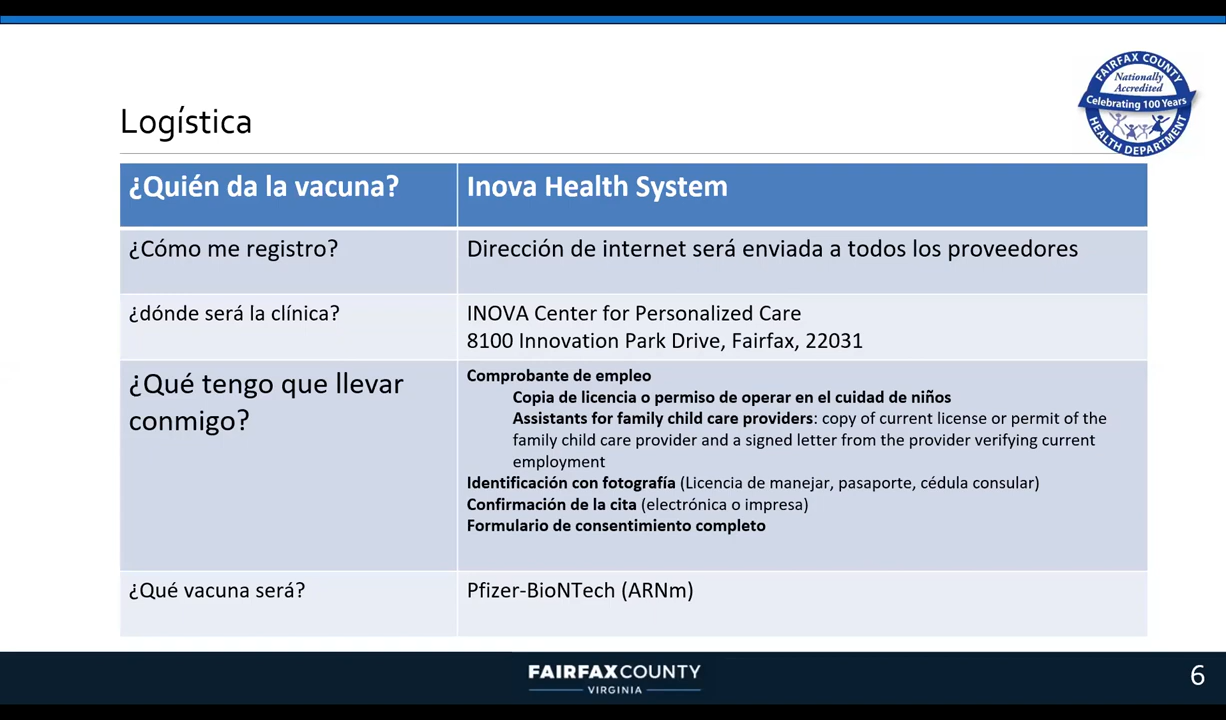 FAIRFAX COUNTY
Nationally
Accredited
Celebrating 100 Years
HEALTH DEPARTMENT
Logística
¿Quién da la vacuna?
Inova Health System
¿Cómo me registro?
Dirección de internet será enviada a todos los proveedores
¿dónde será la clínica?
INOVA Center for Personalized Care
8100 Innovation Park Drive, Fairfax, 22031
¿Qué tengo que llevar
conmigo?
Comprobante de empleo
Copia de licencia o permiso de operar en el cuidad de niños
Assistants for family child care providers: copy of current license or permit of the
family child care provider and a signed letter from the provider verifying current
employment
Identificación con fotografía (Licencia de manejar, pasaporte, cédula consular)
Confirmación de la cita (electrónica o impresa)
Formulario de consentimiento completo
¿Qué vacuna será?
Pfizer-BioNTech (ARNm)
FAIRFAX COUNTY
VIRGINIA
6